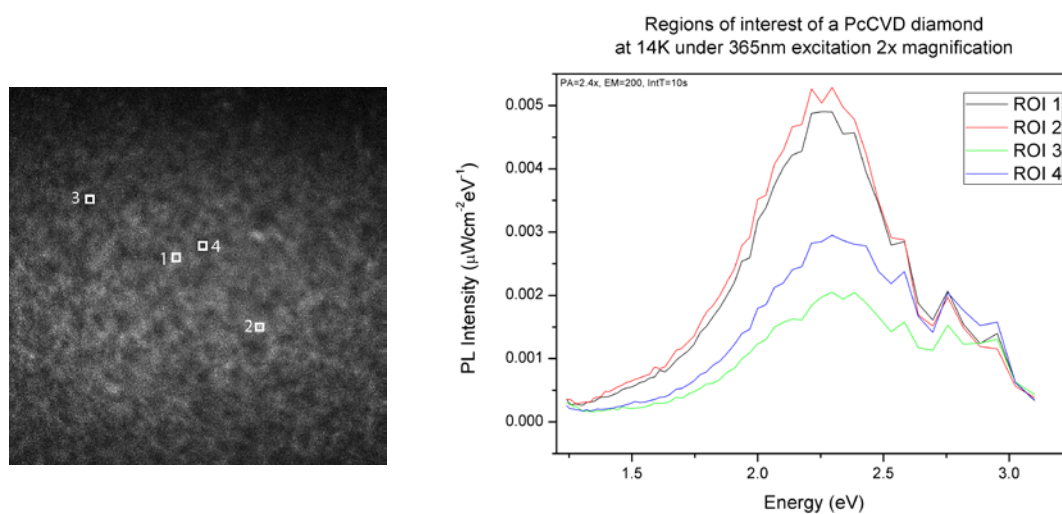 Regions of interest of a PcCVD diamond
at 14K under 365nm excitation 2x magnification
3
4
1
2
PA=2.4x, EM=200, IntT=10s
ROI 1
ROI 2
ROI 3
ROI 4
PL Intensity (μWcm⁻²eV⁻¹)
0.005
0.004
0.003
0.002
0.001
0.000
1.5 2.0 2.5 3.0
Energy (eV)